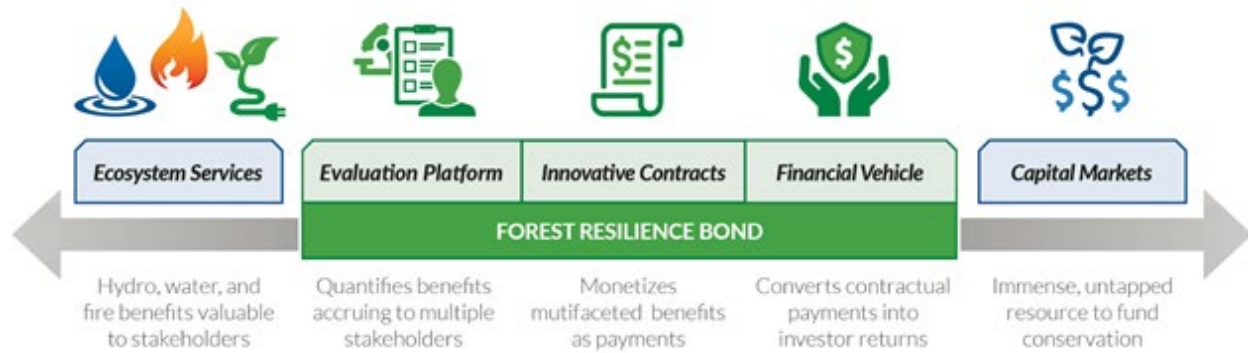 Ecosystem Services
Evaluation Platform
Innovative Contracts
Financial Vehicle
Capital Markets
FOREST RESILIENCE BOND
Hydro, water, and
fire benefits valuable
to stakeholders
Quantifies benefits
accruing to multiple
stakeholders
Monetizes
mutifaceted benefits
as payments
Converts contractual
payments into
investor returns
Immense, untapped
resource to fund
conservation